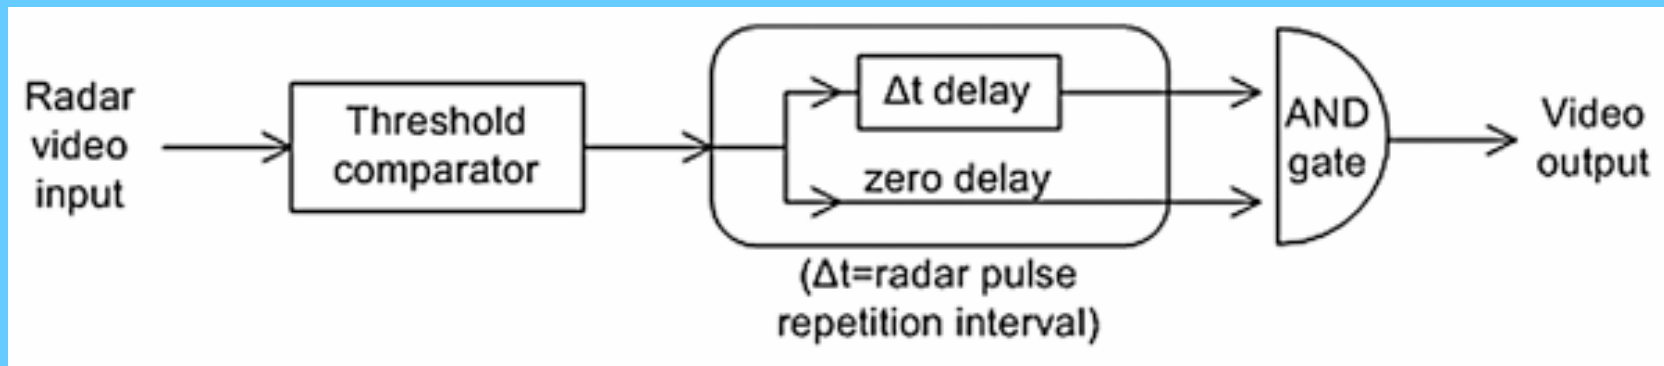 Radar
video
input
Threshold
comparator
Δt delay
zero delay
(Δt=radar pulse
repetition interval)
AND
gate
Video
output